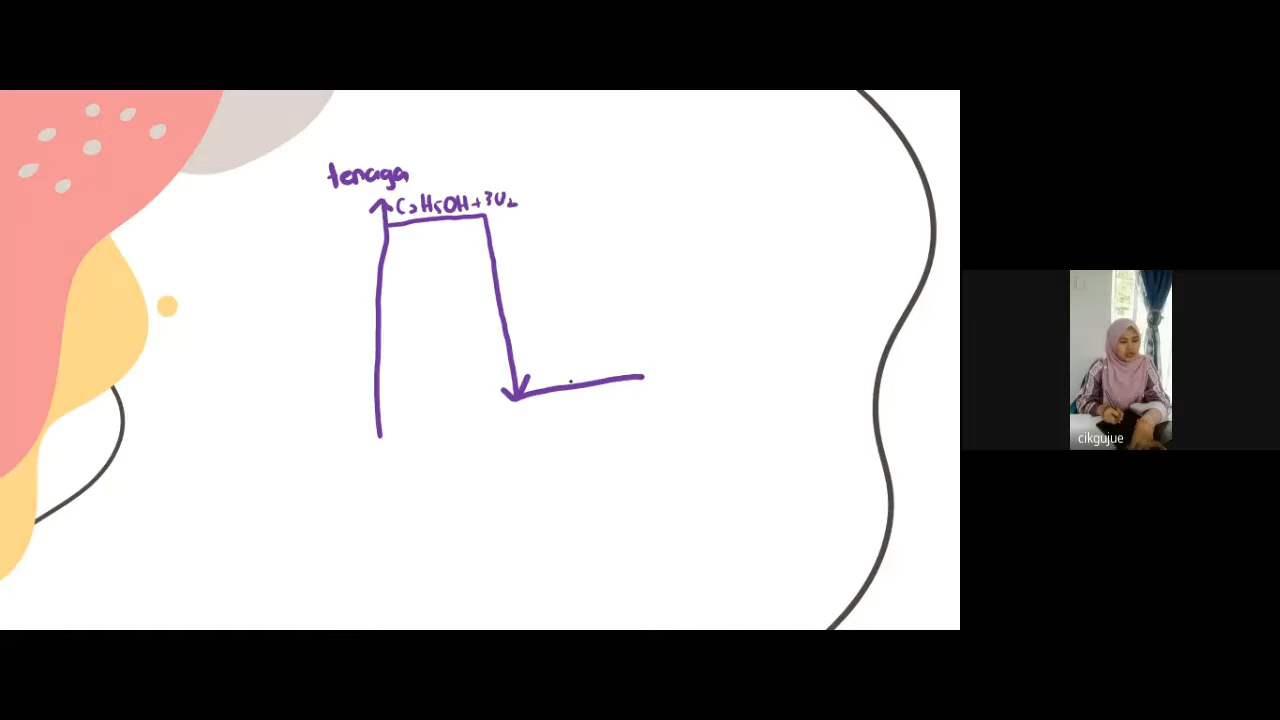 tenaga
C₂H₅OH + 3O₂
cikgujue